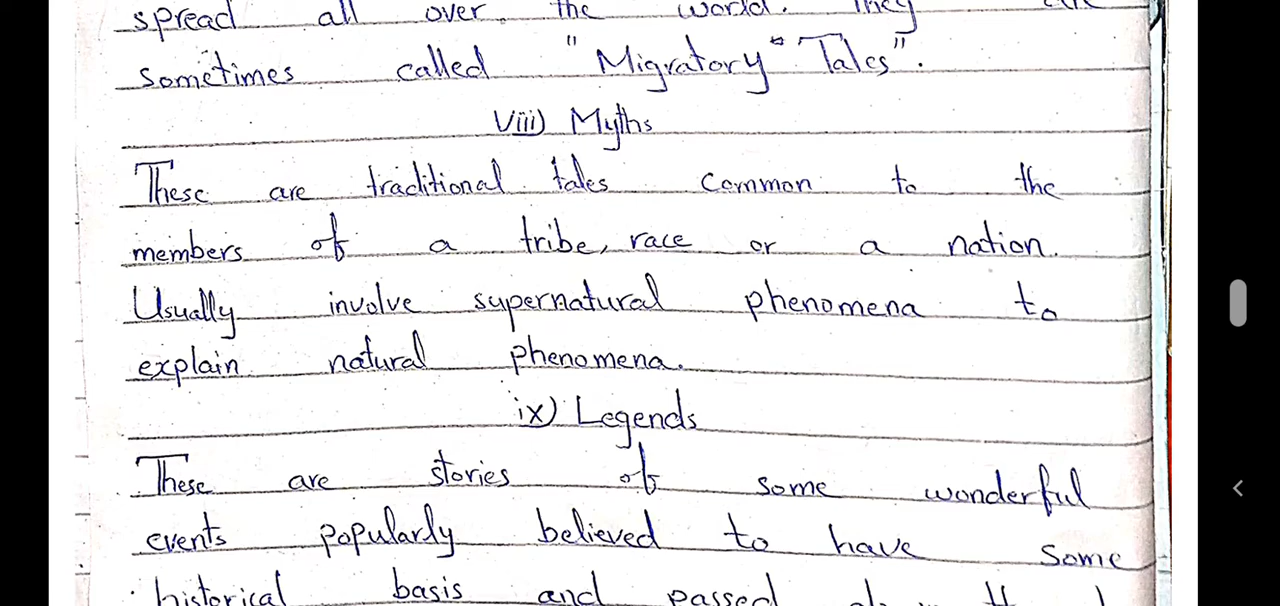 spread all over the world. They
sometimes called "Migratory" Tales".
viii) Myths
These are traditional tales common to the
members of a tribe, race or a nation.
Usually involve supernatural phenomena to
explain natural phenomena.
ix) Legends
These are stories of some wonderful
events popularly believed to have some
historical basis and passed